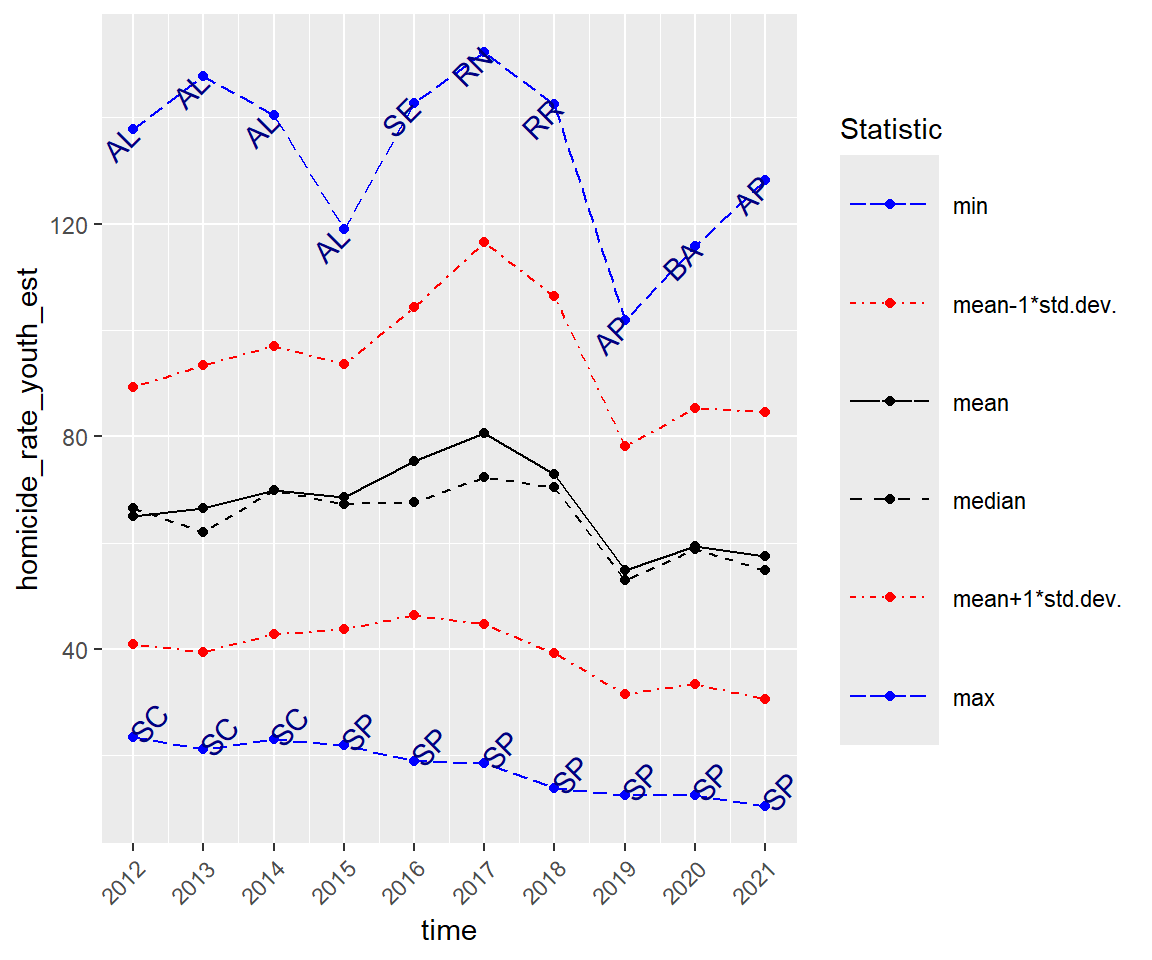 homicide_rate_youth_est
120
80
40
AL
AL
AL
AL
SE
RN
RR
AP
BA
AP
SC
SC
SC
SP
SP
SP
SP
SP
SP
SP
2012
2013
2014
2015
2016
2017
2018
2019
2020
2021
time
Statistic
min
mean-1*std.dev.
mean
median
mean+1*std.dev.
max